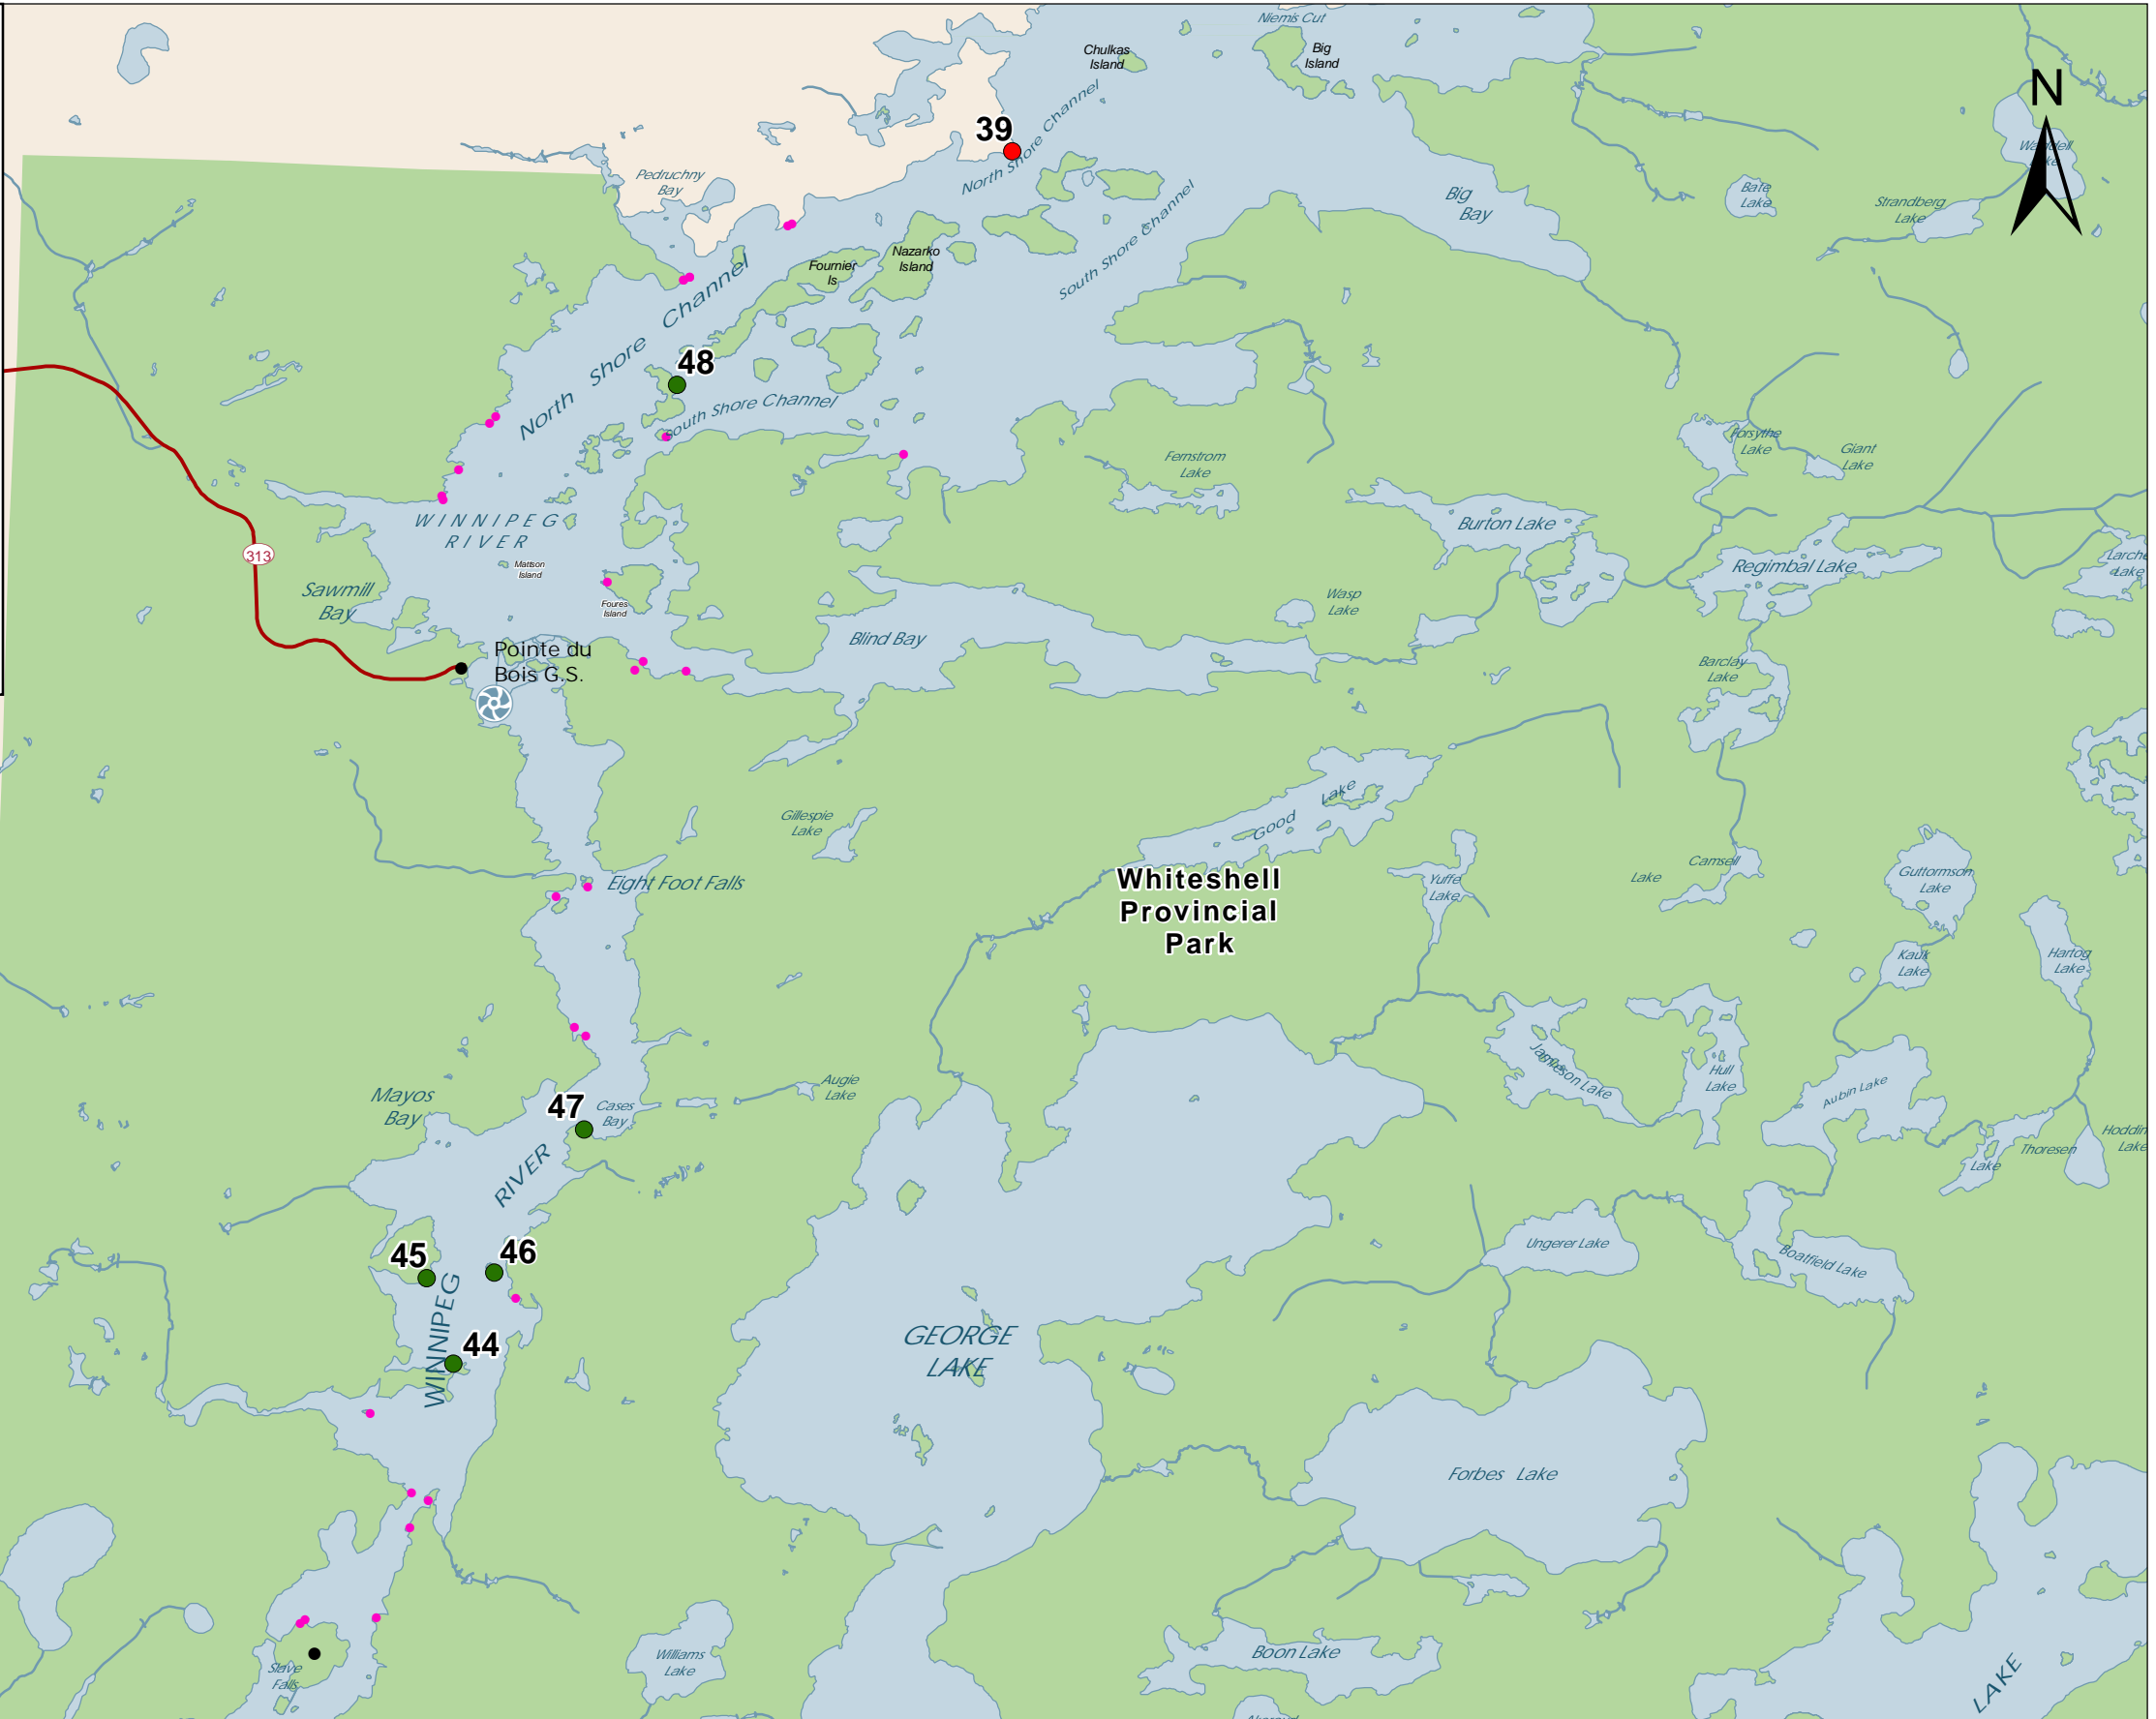 Niemis Cut
Chulkas
Island
Big
Island
N
39
North Shore Channel
Pedruchny
Bay
Big
Bay
Bate
Lake
Strandberg
Lake
Lake
South Shore Channel
Nazarko
Island
Fournier
Is
North Shore Channel
48
South Shore Channel
Fernstrom
Lake
Forsythe
Lake
Giant
Lake
WINNIPEG
RIVER
Burton Lake
313
Mattson
Island
Regimbal Lake
Larche
Lake
Sawmill
Bay
Foures
Island
Wasp
Lake
Blind Bay
Pointe du
Bois G.S.
Barclay
Lake
Good Lake
Gillespie
Lake
Eight Foot Falls
Whiteshell
Provincial
Park
Yuffe
Lake
Lake
Camsell
Guttormson
Lake
Kauk
Lake
Hartog
Lake
Jamieson Lake
Hull
Lake
Aubin Lake
Mayos
Bay
47
Cases
Bay
Augie
Lake
Thoresen
Lake
Hoddin
Lake
WINNIPEG RIVER
45
46
44
Ungerer Lake
Boatfield Lake
GEORGE
LAKE
Forbes Lake
Slave
Falls
Williams
Lake
Boon Lake
LAKE